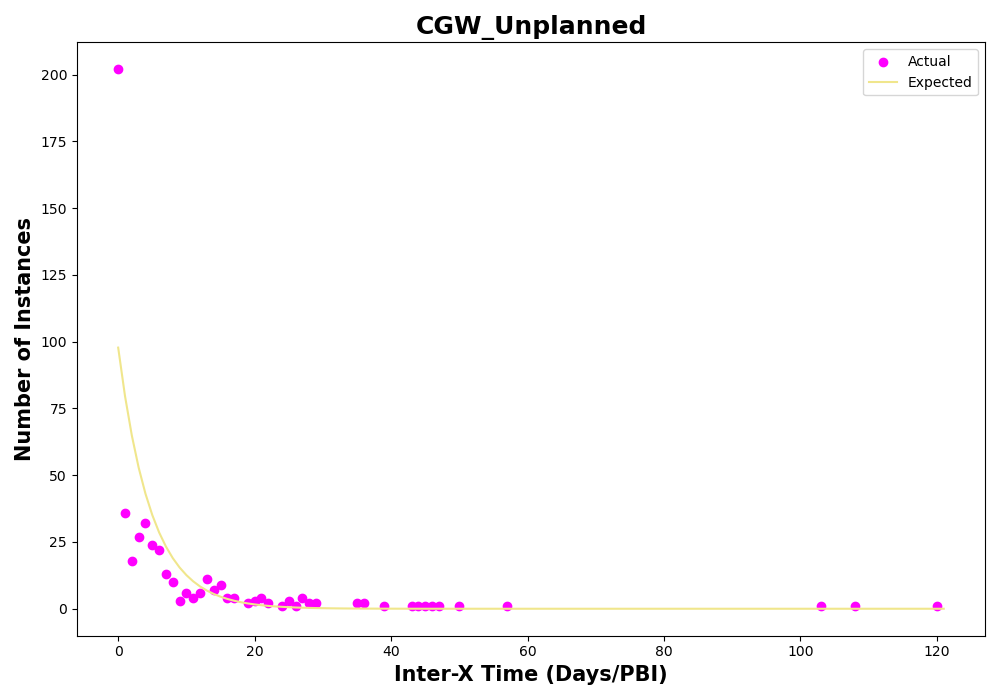 CGW_Unplanned
Actual
Expected
200
175
150
125
100
75
50
25
0
Number of Instances
0 20 40 60 80 100 120
Inter-X Time (Days/PBI)